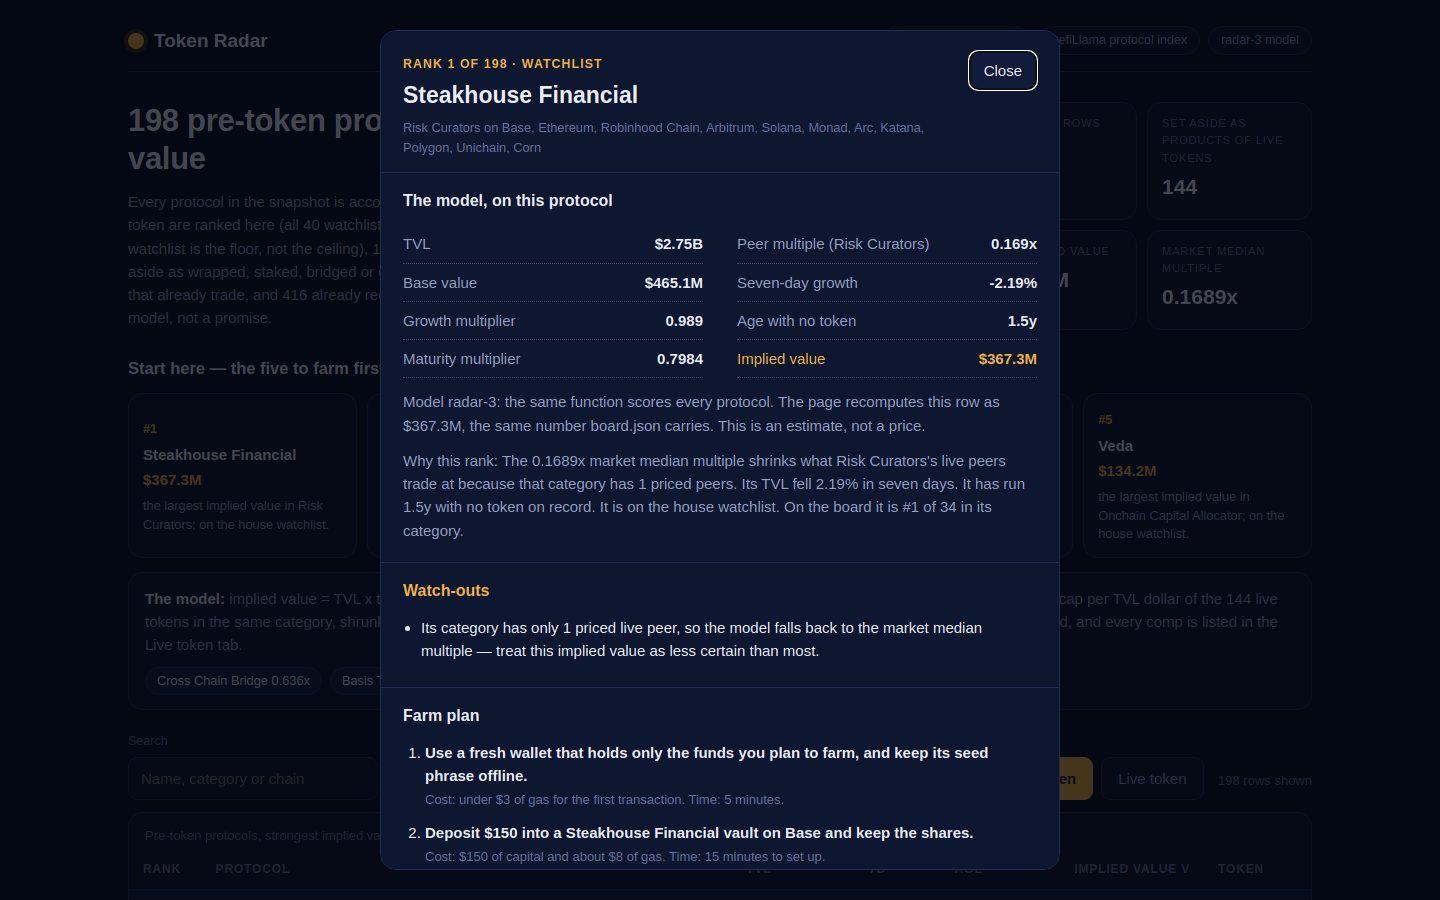 Token Radar
efiLlama protocol index
radar-3 model
198 pre-token pro
value
Every protocol in the snapshot is acco
token are ranked here (all 40 watchlist
watchlist is the floor, not the ceiling), 1
aside as wrapped, staked, bridged or
that already trade, and 416 already re
model, not a promise.
ROWS
SET ASIDE AS
PRODUCTS OF LIVE
TOKENS
144
D VALUE
M
MARKET MEDIAN
MULTIPLE
0.1689x
Start here — the five to farm firs
#1
Steakhouse Financial
$367.3M
the largest implied value in Risk
Curators; on the house watchlist.
#5
Veda
$134.2M
the largest implied value in
Onchain Capital Allocator; on the
house watchlist.
The model: implied value = TVL x t
cap per TVL dollar of the 144 live
tokens in the same category, shrunk
d, and every comp is listed in the
Live token tab.
Cross Chain Bridge 0.636x
Basis T
Search
Name, category or chain
en
Live token
198 rows shown
Pre-token protocols, strongest implied va
RANK
PROTOCOL
TVL
7D
AGE
IMPLIED VALUE V
TOKEN
RANK 1 OF 198 · WATCHLIST
Close
Steakhouse Financial
Risk Curators on Base, Ethereum, Robinhood Chain, Arbitrum, Solana, Monad, Arc, Katana,
Polygon, Unichain, Corn
The model, on this protocol
TVL $2.75B
Peer multiple (Risk Curators) 0.169x
Base value $465.1M
Seven-day growth -2.19%
Growth multiplier 0.989
Age with no token 1.5y
Maturity multiplier 0.7984
Implied value $367.3M
Model radar-3: the same function scores every protocol. The page recomputes this row as
$367.3M, the same number board.json carries. This is an estimate, not a price.
Why this rank: The 0.1689x market median multiple shrinks what Risk Curators's live peers
trade at because that category has 1 priced peers. Its TVL fell 2.19% in seven days. It has run
1.5y with no token on record. It is on the house watchlist. On the board it is #1 of 34 in its
category.
Watch-outs
Its category has only 1 priced live peer, so the model falls back to the market median
multiple — treat this implied value as less certain than most.
Farm plan
1. Use a fresh wallet that holds only the funds you plan to farm, and keep its seed
phrase offline.
Cost: under $3 of gas for the first transaction. Time: 5 minutes.
2. Deposit $150 into a Steakhouse Financial vault on Base and keep the shares.
Cost: $150 of capital and about $8 of gas. Time: 15 minutes to set up.